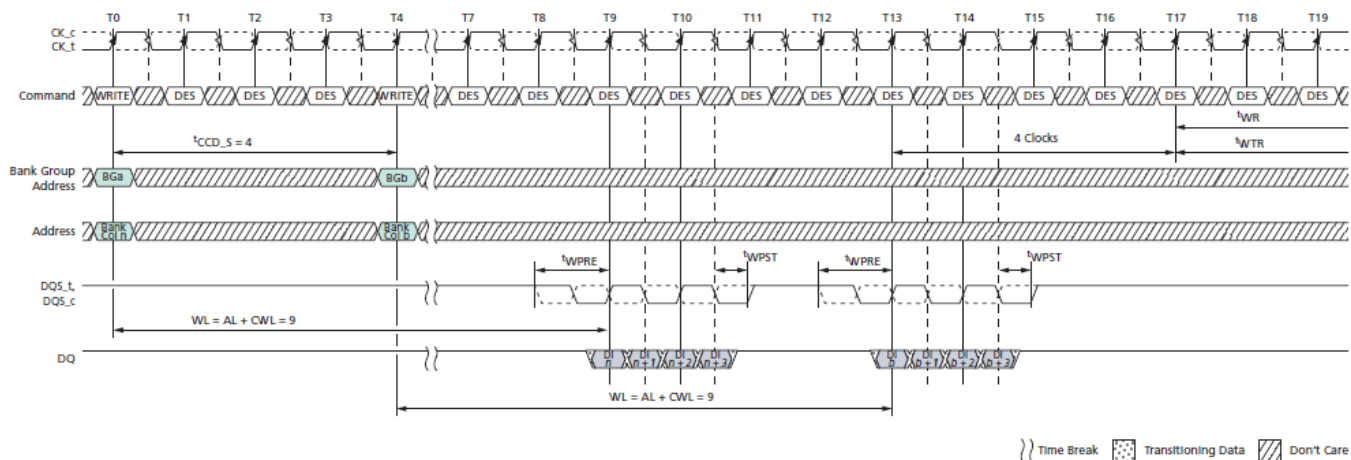 T0 T1 T2 T3 T4 T7 T8 T9 T10 T11 T12 T13 T14 T15 T16 T17 T18 T19
CK_c
CK_t
Command WRITE DES DES DES WRITE DES DES DES DES DES DES DES DES DES DES DES DES DES
tWR
tCCD_S = 4 4 Clocks tWTR
Bank Group
Address BGa BGb
Address Bank
Col n Bank
Col b
tWPRE tWPST tWPRE tWPST
DQS_t,
DQS_c
WL = AL + CWL = 9
DQ DI
n DI
n + 1 DI
n + 2 DI
n + 3 DI
b DI
b + 1 DI
b + 2 DI
b + 3
WL = AL + CWL = 9
Time Break Transitioning Data Don't Care